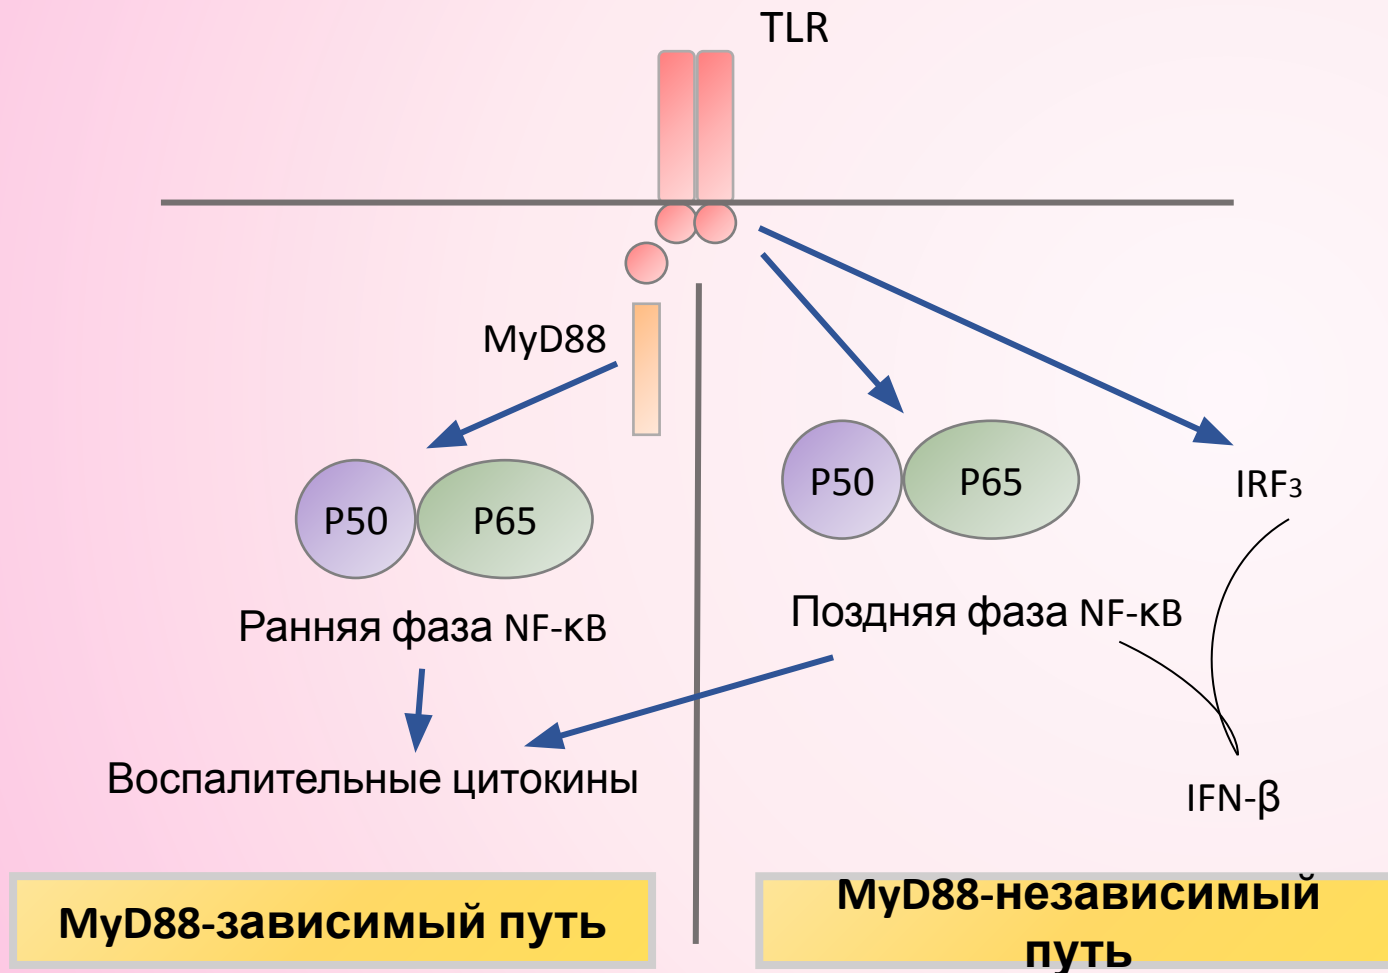 TLR
MyD88
P50
P65
P50
P65
IRF3
Ранняя фаза NF-κB
Поздняя фаза NF-κB
Воспалительные цитокины
IFN-β
MyD88-зависимый путь
MyD88-независимый
путь